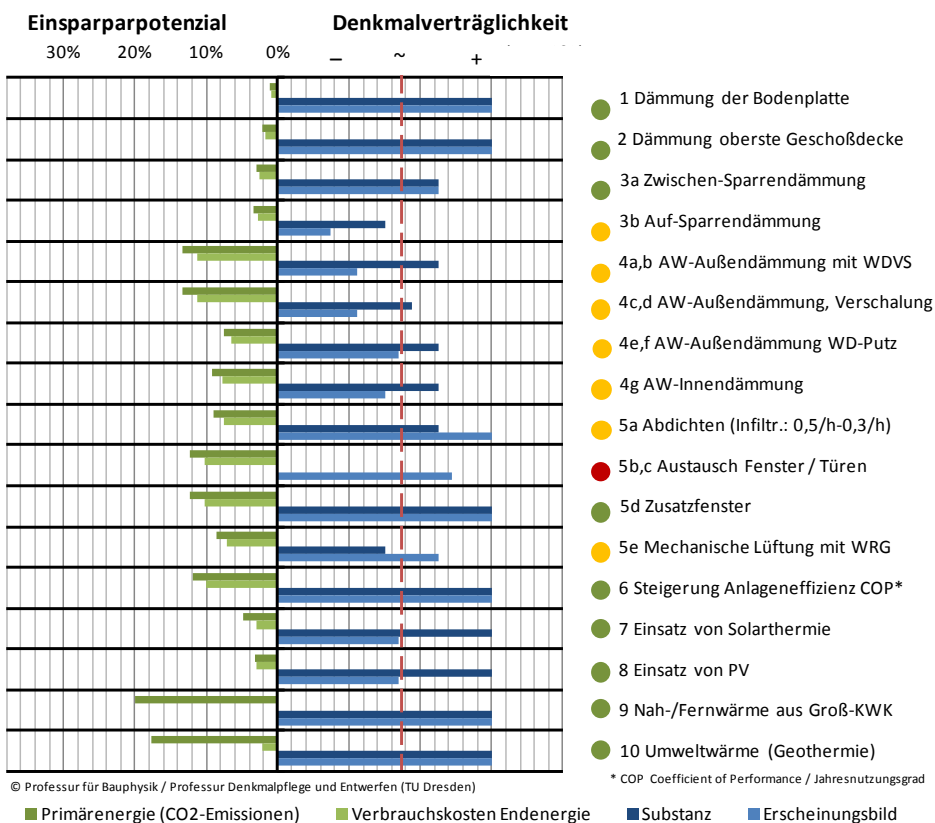 Einsparparpotenzial Denkmalverträglichkeit
30% 20% 10% 0% – ~ +
1 Dämmung der Bodenplatte
2 Dämmung oberste Geschoßdecke
3a Zwischen-Sparrendämmung
3b Auf-Sparrendämmung
4a,b AW-Außendämmung mit WDVS
4c,d AW-Außendämmung, Verschalung
4e,f AW-Außendämmung WD-Putz
4g AW-Innendämmung
5a Abdichten (Infiltr.: 0,5/h-0,3/h)
5b,c Austausch Fenster / Türen
5d Zusatzfenster
5e Mechanische Lüftung mit WRG
6 Steigerung Anlageneffizienz COP*
7 Einsatz von Solarthermie
8 Einsatz von PV
9 Nah-/Fernwärme aus Groß-KWK
10 Umweltwärme (Geothermie)
* COP Coefficient of Performance / Jahresnutzungsgrad
© Professur für Bauphysik / Professur Denkmalpflege und Entwerfen (TU Dresden)
Primärenergie (CO2-Emissionen) Verbrauchskosten Endenergie Substanz Erscheinungsbild